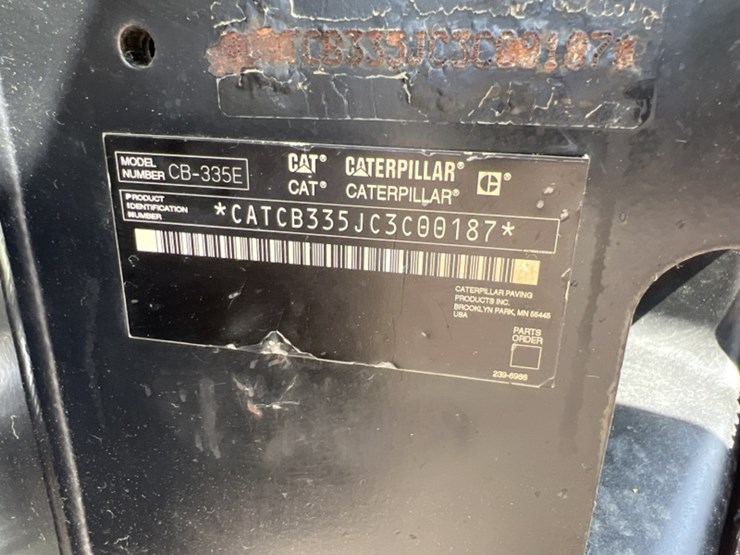 CB335JC3C00187*
MODEL NUMBER CB-335E
CAT® CATERPILLAR®
CAT® CATERPILLAR®
C
PRODUCT IDENTIFICATION NUMBER
*CATCB335JC3C00187*
CATERPILLAR PAVING
PRODUCTS INC.
BROOKLYN PARK, MN 55445
USA
PARTS
ORDER
239-6986